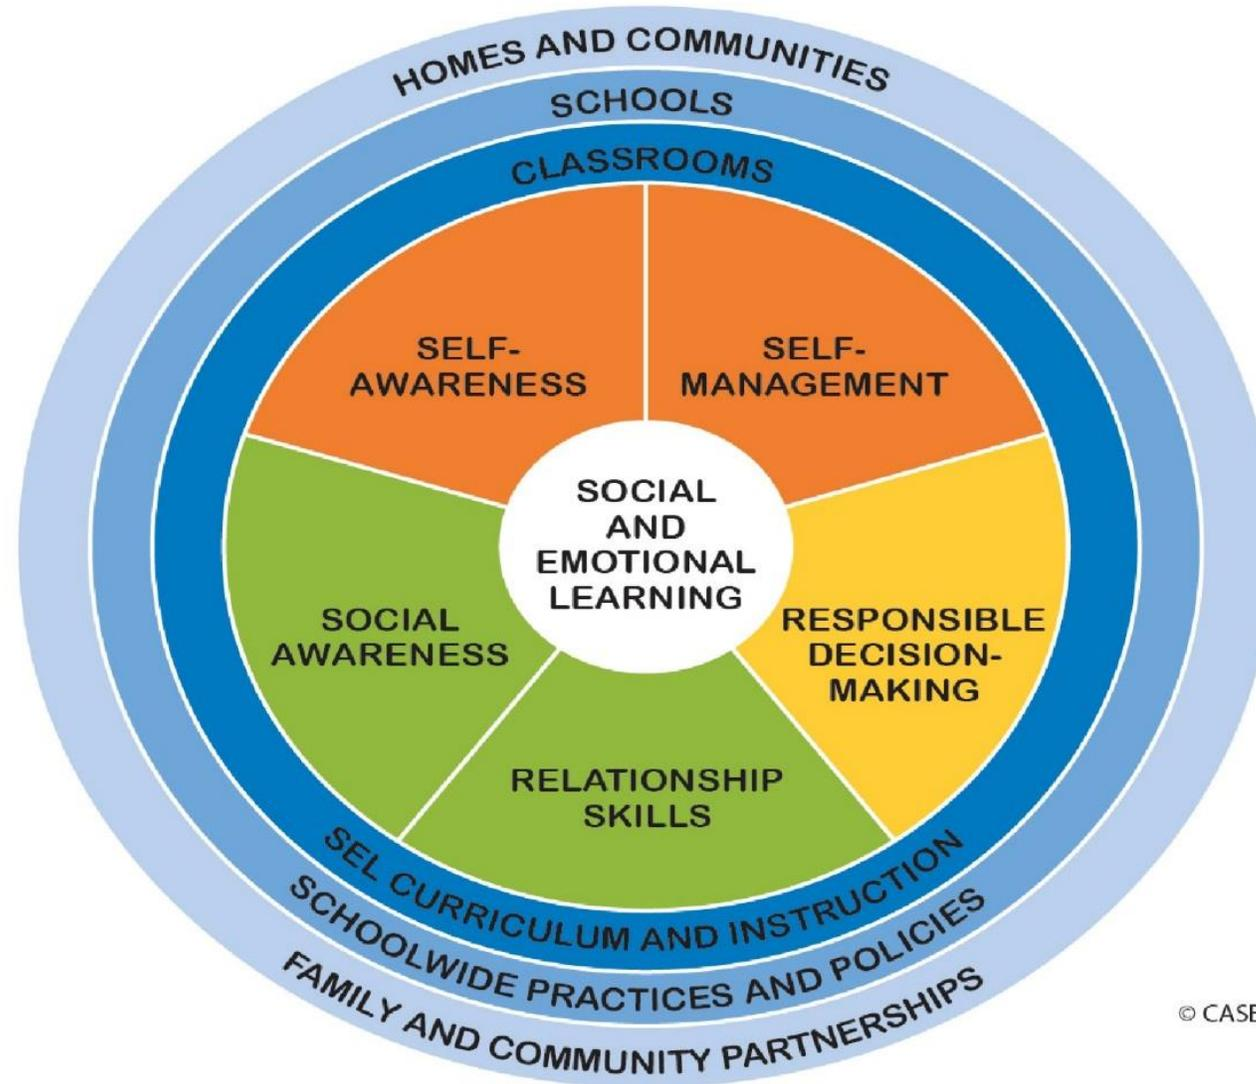 HOMES AND COMMUNITIES
SCHOOLS
CLASSROOMS
SELF-
AWARENESS
SELF-
MANAGEMENT
SOCIAL
AND
EMOTIONAL
LEARNING
SOCIAL
AWARENESS
RESPONSIBLE
DECISION-
MAKING
RELATIONSHIP
SKILLS
SEL CURRICULUM AND INSTRUCTION
SCHOOLWIDE PRACTICES AND POLICIES
FAMILY AND COMMUNITY PARTNERSHIPS
©